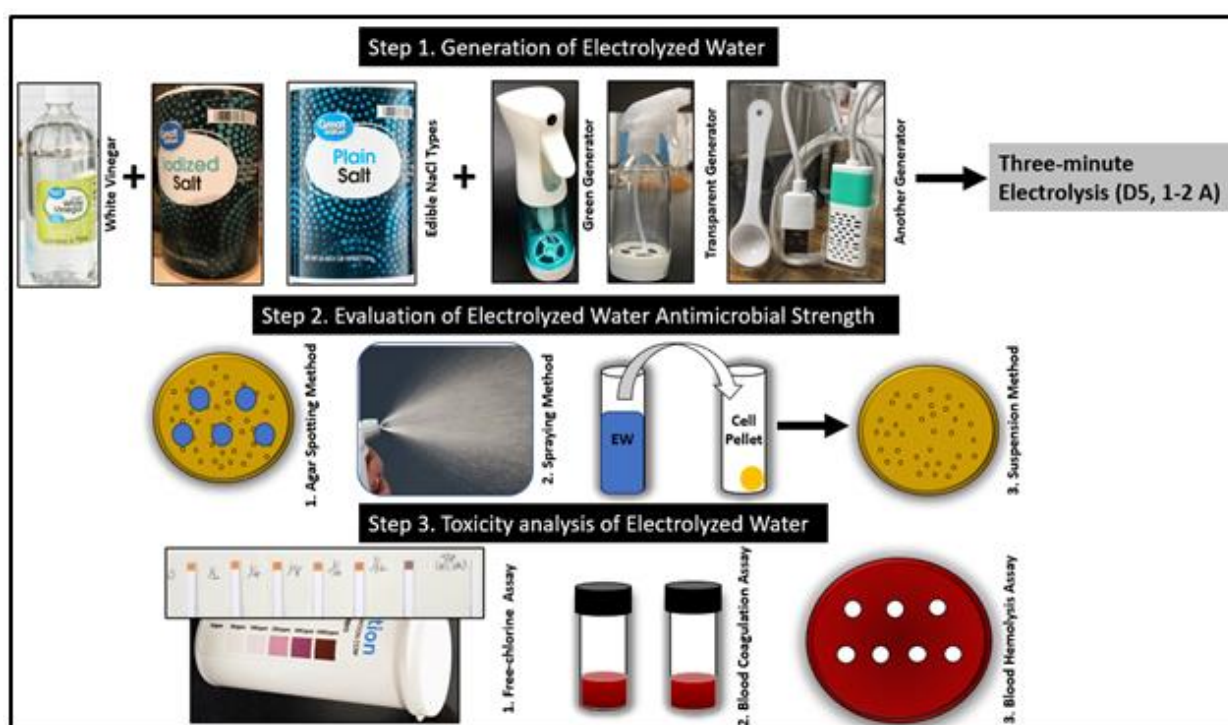 Step 1. Generation of Electrolyzed Water
White Vinegar
Iodized
Salt
Great
Value
Plain
Salt
Edible NaCl Types
Green Generator
Transparent Generator
Another Generator
Three-minute
Electrolysis (D5, 1-2 A)
Step 2. Evaluation of Electrolyzed Water Antimicrobial Strength
1. Agar Spotting Method
2. Spraying Method
EW
Cell
Pellet
3. Suspension Method
Step 3. Toxicity analysis of Electrolyzed Water
1. Free-chlorine Assay
2. Blood Coagulation Assay
3. Blood Hemolysis Assay